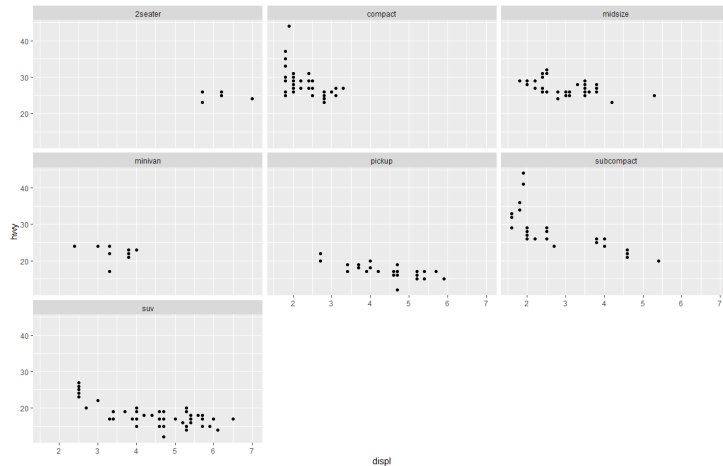 2seater compact midsize
40
30
20
minivan pickup subcompact
40
30
20
hwy
2 3 4 5 6 7 2 3 4 5 6 7
suv
40
30
20
2 3 4 5 6 7
displ